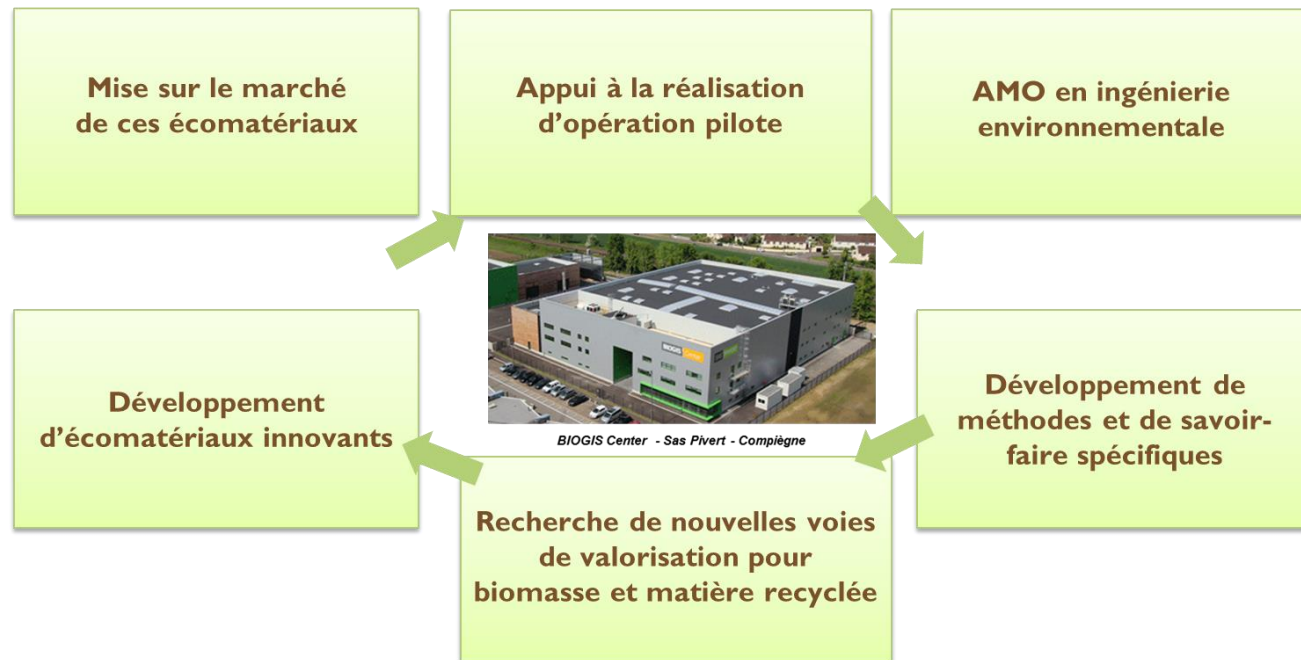 Mise sur le marché
de ces écomatériaux
Appui à la réalisation
d'opération pilote
AMO en ingénierie
environnementale
BIOGIS Center
BIOGIS Center - Sas Pivert - Compiègne
Développement
d'écomatériaux innovants
Développement de
méthodes et de savoir-
faire spécifiques
Recherche de nouvelles voies
de valorisation pour
biomasse et matière recyclée